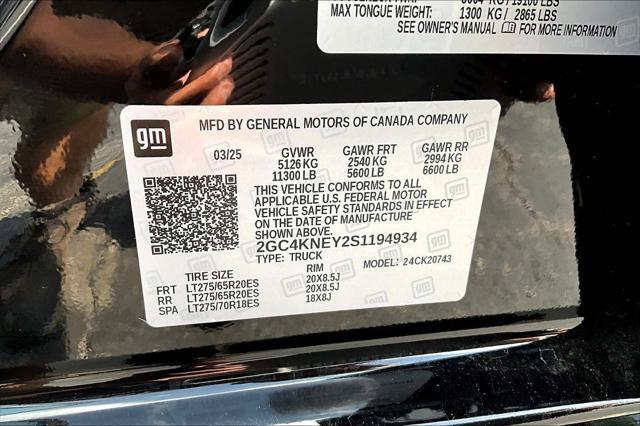 MAX TONGUE WEIGHT: 1300 KG / 2865 LBS
SEE OWNER'S MANUAL FOR MORE INFORMATION
gm
MFD BY GENERAL MOTORS OF CANADA COMPANY
03/25 GVWR GAWR FRT GAWR RR
5126 KG 2540 KG 2994 KG
11300 LB 5600 LB 6600 LB
THIS VEHICLE CONFORMS TO ALL
APPLICABLE U.S. FEDERAL MOTOR
VEHICLE SAFETY STANDARDS IN EFFECT
ON THE DATE OF MANUFACTURE
SHOWN ABOVE.
2GC4KNEY2S1194934
TYPE: TRUCK MODEL: 24CK20743
TIRE SIZE RIM
FRT LT275/65R20ES 20X8.5J
RR LT275/65R20ES 20X8.5J
SPA LT275/70R18ES 18X8J